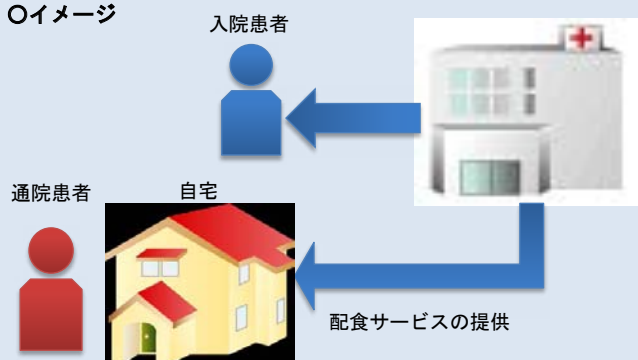 〇イメージ
入院患者
通院患者
自宅
配食サービスの提供